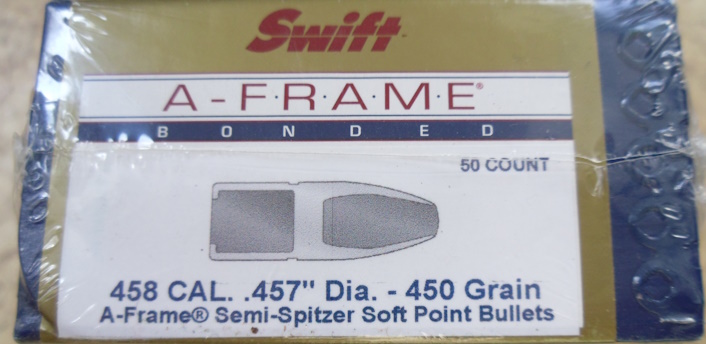 Swift
A-F·R·A·M·E®
BONDED
50 COUNT
458 CAL. .457" Dia. - 450 Grain
A-Frame® Semi-Spitzer Soft Point Bullets